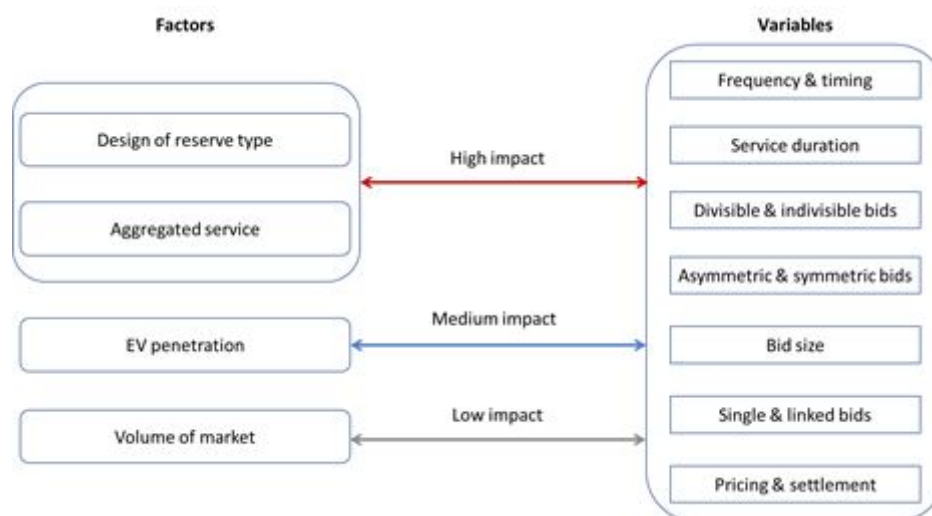 Factors
Variables
Design of reserve type
Aggregated service
EV penetration
Volume of market
High impact
Medium impact
Low impact
Frequency & timing
Service duration
Divisible & indivisible bids
Asymmetric & symmetric bids
Bid size
Single & linked bids
Pricing & settlement